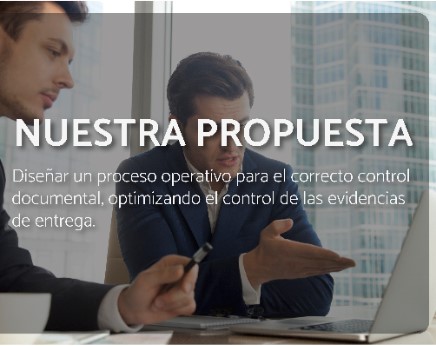 NUESTRA PROPUESTA
Diseñar un proceso operativo para el correcto control
documental, optimizando el control de las evidencias
de entrega.